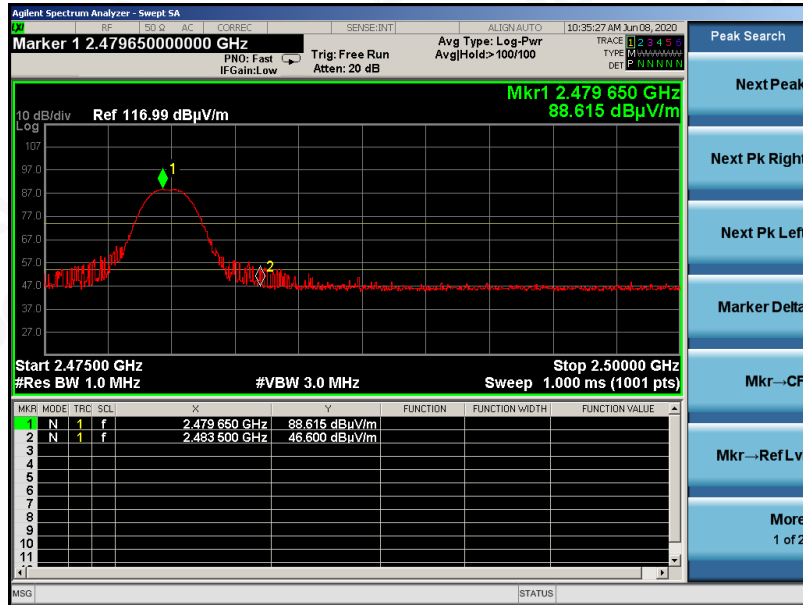 Agilent Spectrum Analyzer - Swept SA
LXI RF 50 Ω AC CORREC SENSE:INT ALIGN AUTO 10:35:27 AM Jun 08, 2020
Marker 1 2.479650000000 GHz
PNO: Fast
IFGain:Low
Trig: Free Run
Atten: 20 dB
Avg Type: Log-Pwr
Avg|Hold:>100/100
TRACE 1 2 3 4 5 6
TYPE M
DET P N N N N N
Mkr1 2.479 650 GHz
88.615 dBµV/m
10 dB/div Ref 116.99 dBµV/m
Log
107
97.0
87.0
77.0
67.0
57.0
47.0
37.0
27.0
1
2
Start 2.47500 GHz Stop 2.50000 GHz
#Res BW 1.0 MHz #VBW 3.0 MHz Sweep 1.000 ms (1001 pts)
MKR MODE TRC SCL X Y FUNCTION FUNCTION WIDTH FUNCTION VALUE
1 N 1 f 2.479 650 GHz 88.615 dBµV/m
2 N 1 f 2.483 500 GHz 46.600 dBµV/m
3
4
5
6
7
8
9
10
11
MSG STATUS
Peak Search
Next Peak
Next Pk Right
Next Pk Left
Marker Delta
Mkr→CF
Mkr→Ref Lv
More
1 of 2